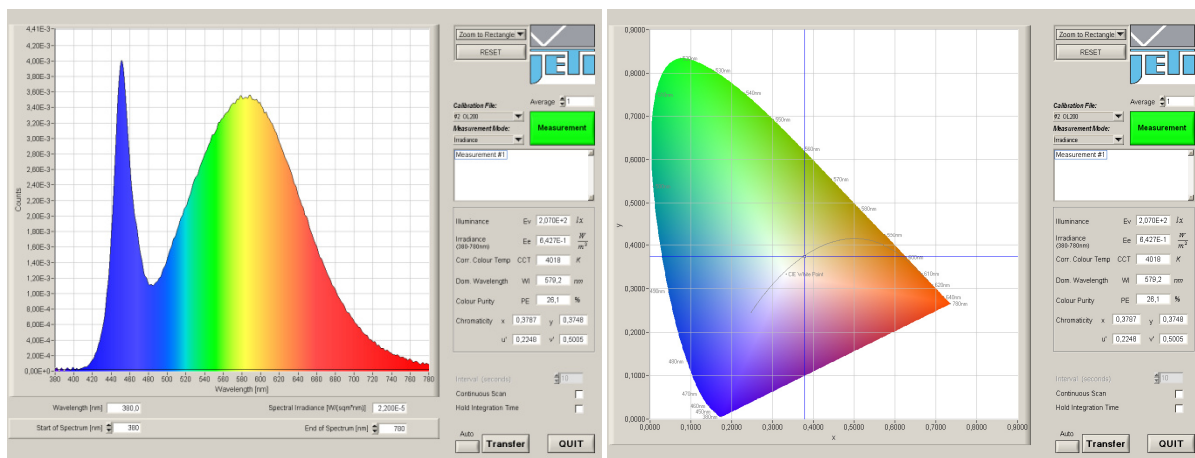 4,41E-3
4,20E-3
4,00E-3
3,80E-3
3,60E-3
3,40E-3
3,20E-3
3,00E-3
2,80E-3
2,60E-3
2,40E-3
2,20E-3
2,00E-3
1,80E-3
1,60E-3
1,40E-3
1,20E-3
1,00E-3
8,00E-4
6,00E-4
4,00E-4
2,00E-4
0,00E+0
Counts
380 400 420 440 460 480 500 520 540 560 580 600 620 640 660 680 700 720 740 760 780
Wavelength [nm]
Wavelength [nm] 380,0 Spectral Irradiance [W/(sqm*nm)] 2,200E-5
Start of Spectrum [nm] 380 End of Spectrum [nm] 780
Zoom to Rectangle
RESET
JETI
Calibration File: Average 1
#2 OL200
Measurement Mode: Measurement
Irradiance
Measurement #1
Illuminance Ev 2,070E+2 lx
Irradiance (380-780nm) Ee 6,427E-1 W/m²
Corr. Colour Temp CCT 4018 K
Dom. Wavelength Wl 579,2 nm
Colour Purity PE 26,1 %
Chromaticity x 0,3787 y 0,3748
u' 0,2248 v' 0,5005
Interval (seconds) 10
Continuous Scan
Hold Integration Time
Auto
Transfer QUIT
0,9000
0,8000
0,7000
0,6000
0,5000
0,4000
0,3000
0,2000
0,1000
0,0000
y
540 nm
550nm
560nm
570nm
580nm
600nm
610nm
620nm
640nm
780nm
490nm
480nm
470nm
460nm
450nm
380nm
CIE White Point
0,0000 0,1000 0,2000 0,3000 0,4000 0,5000 0,6000 0,7000 0,8000 0,9000
x
Zoom to Rectangle
RESET
JETI
Calibration File: Average 1
#2 OL200
Measurement Mode: Measurement
Irradiance
Measurement #1
Illuminance Ev 2,070E+2 lx
Irradiance (380-780nm) Ee 6,427E-1 W/m²
Corr. Colour Temp CCT 4018 K
Dom. Wavelength Wl 579,2 nm
Colour Purity PE 26,1 %
Chromaticity x 0,3787 y 0,3748
u' 0,2248 v' 0,5005
Interval (seconds) 10
Continuous Scan
Hold Integration Time
Auto
Transfer QUIT